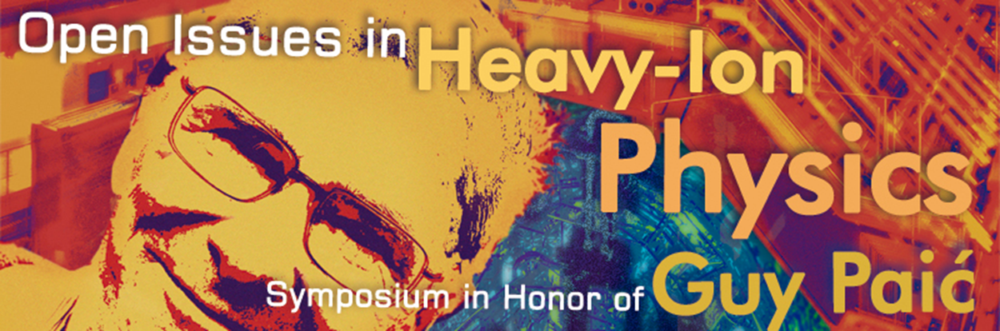 Open Issues in Heavy-Ion
Physics
Symposium in Honor of Guy Paić